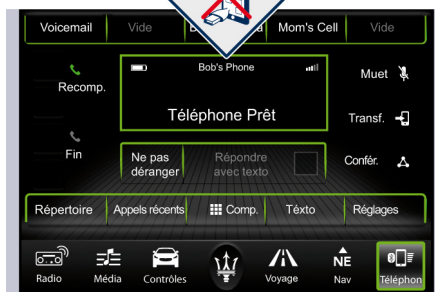 Voicemail Vide Mom's Cell Vide
Bob's Phone
Recomp.
Muet
Téléphone Prêt
Transf.
Fin
Ne pas
déranger
Répondre
avec texto
Confér.
Répertoire Appels récents Comp. Téxto Réglages
NE
Radio Média Contrôles Voyage Nav Téléphon